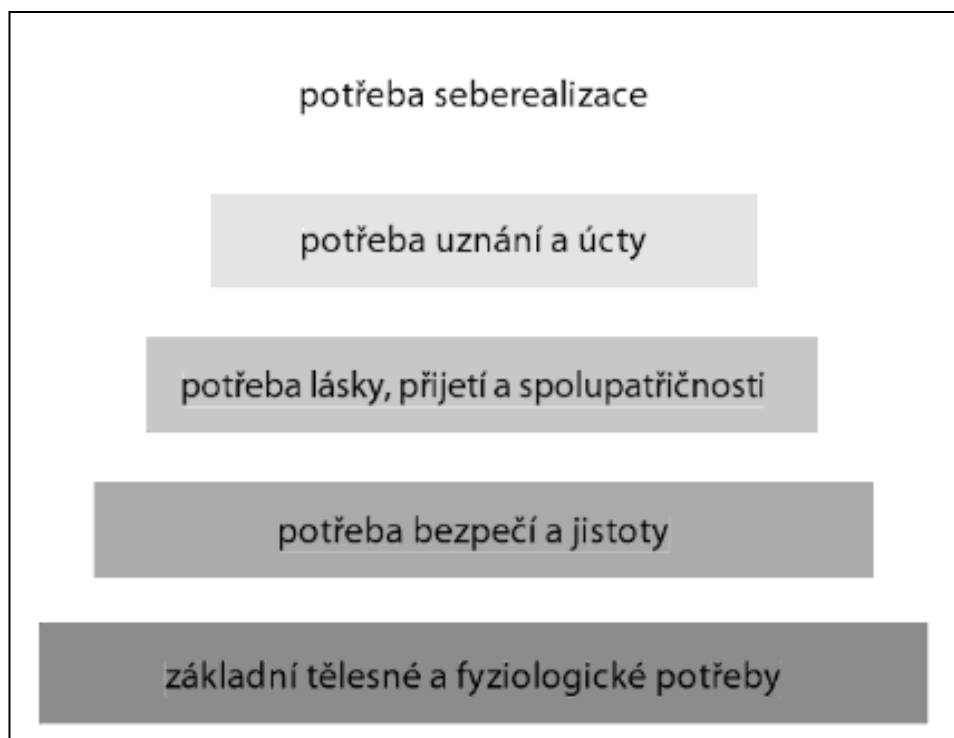 potřeba seberealizace
potřeba uznání a úcty
potřeba lásky, přijetí a spolupatřičnosti
potřeba bezpečí a jistoty
základní tělesné a fyziologické potřeby